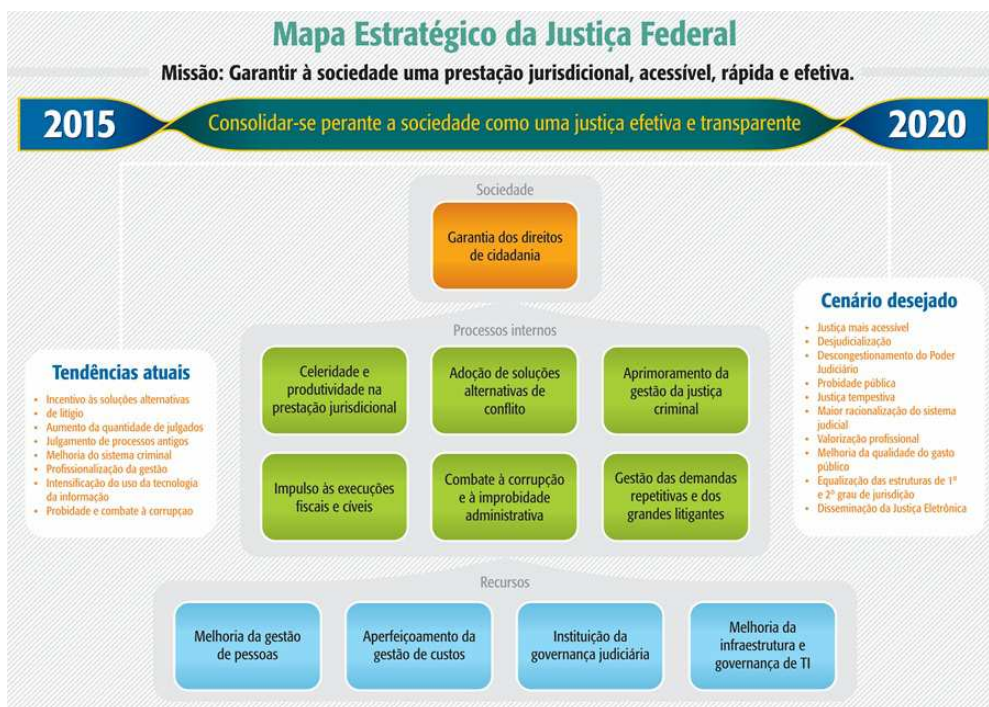 Mapa Estratégico da Justiça Federal
Missão: Garantir à sociedade uma prestação jurisdicional, acessível, rápida e efetiva.
2015
Consolidar-se perante a sociedade como uma justiça efetiva e transparente
2020
Sociedade
Garantia dos direitos
de cidadania
Tendências atuais
• Incentivo às soluções alternativas
• de litígio
• Aumento da quantidade de julgados
• Julgamento de processos antigos
• Melhoria do sistema criminal
• Profissionalização da gestão
• Intensificação do uso da tecnologia
da informação
• Probidade e combate à corrupçao
Processos internos
Celeridade e
produtividade na
prestação jurisdicional
Adoção de soluções
alternativas de
conflito
Aprimoramento da
gestão da justiça
criminal
Impulso às execuções
fiscais e cíveis
Combate à corrupção
e à improbidade
administrativa
Gestão das demandas
repetitivas e dos
grandes litigantes
Cenário desejado
• Justiça mais acessível
• Desjudicialização
• Descongestionamento do Poder
Judiciário
• Probidade pública
• Justiça tempestiva
• Maior racionalização do sistema
judicial
• Valorização profissional
• Melhoria da qualidade do gasto
público
• Equalização das estruturas de 1º
e 2º grau de jurisdição
• Disseminação da Justiça Eletrônica
Recursos
Melhoria da gestão
de pessoas
Aperfeiçoamento da
gestão de custos
Instituição da
governança judiciária
Melhoria da
infraestrutura e
governança de TI